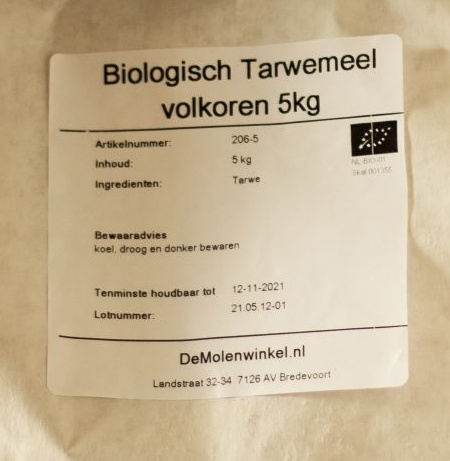 Biologisch Tarwemeel
volkoren 5kg
Artikelnummer: 206-5
Inhoud: 5 kg
Ingredienten: Tarwe
NL-BIO-01
Skal 001355
Bewaaradvies
koel, droog en donker bewaren
Tenminste houdbaar tot 12-11-2021
Lotnummer: 21.05.12-01
DeMolenwinkel.nl
Landstraat 32-34 7126 AV Bredevoort